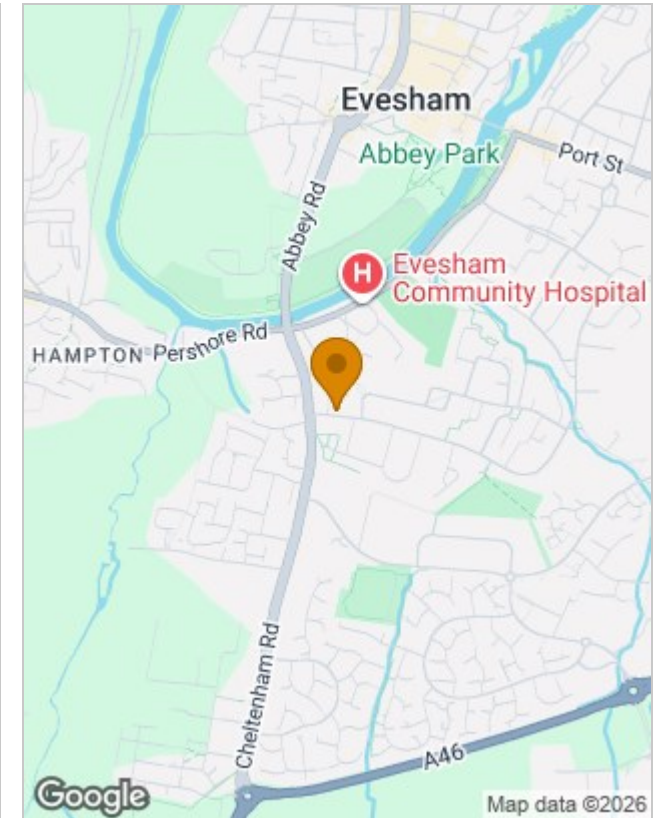 Evesham
Abbey Park
Port St
Abbey Rd
H
Evesham
Community Hospital
HAMPTON
Pershore Rd
Cheltenham Rd
A46
Google
Map data ©2026